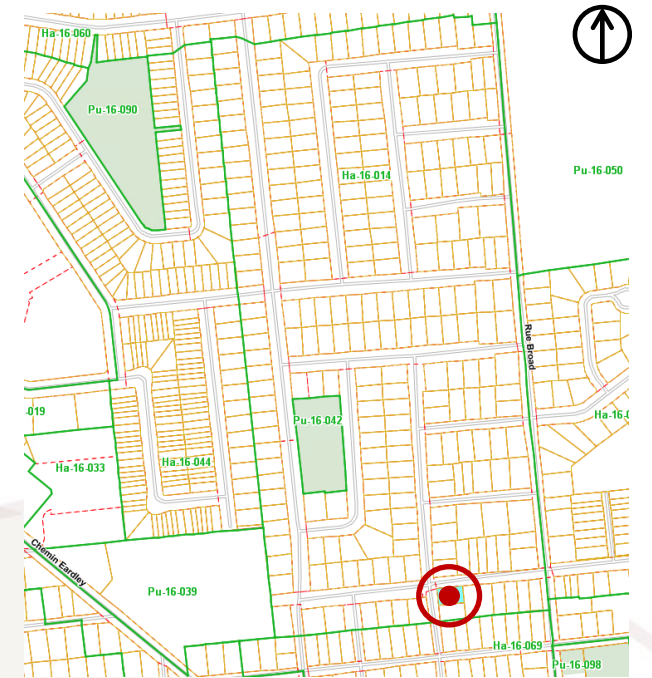 Ha-16-060
Pu-16-090
Ha-16-014
Pu-16-050
Rue Broad
-019
Pu-16-042
Ha-16-0
Ha-16-033
Ha-16-044
Chemin Eardley
Pu-16-039
Ha-16-069
Pu-16-098